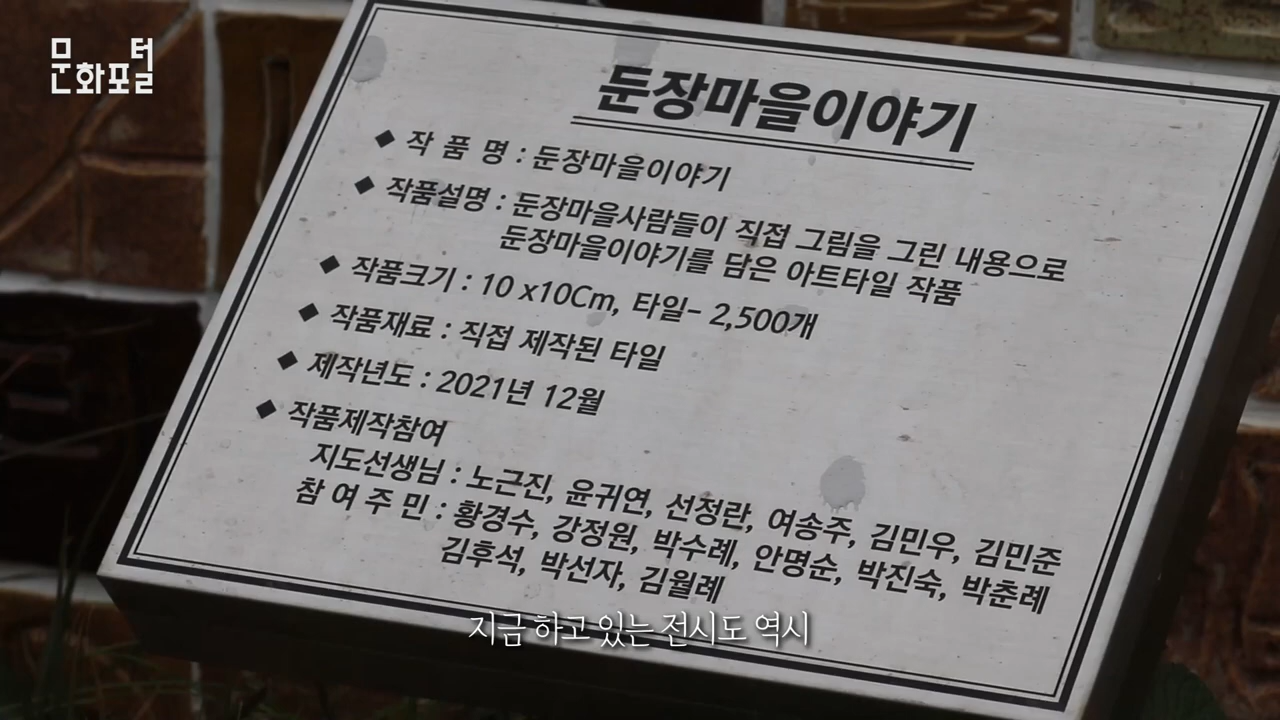 문화포털
둔장마을이야기
◆ 작 품 명 : 둔장마을이야기
◆ 작품설명 : 둔장마을사람들이 직접 그림을 그린 내용으로
둔장마을이야기를 담은 아트타일 작품
◆ 작품크기 : 10 x10Cm, 타일- 2,500개
◆ 작품재료 : 직접 제작된 타일
◆ 제작년도 : 2021년 12월
◆ 작품제작참여
지도선생님 : 노근진, 윤귀연, 선정란, 여송주, 김민우, 김민준
참 여 주 민 : 황경수, 강정원, 박수례, 안명순, 박진숙, 박춘례
김후석, 박선자, 김월례
지금 하고 있는 전시도 역시